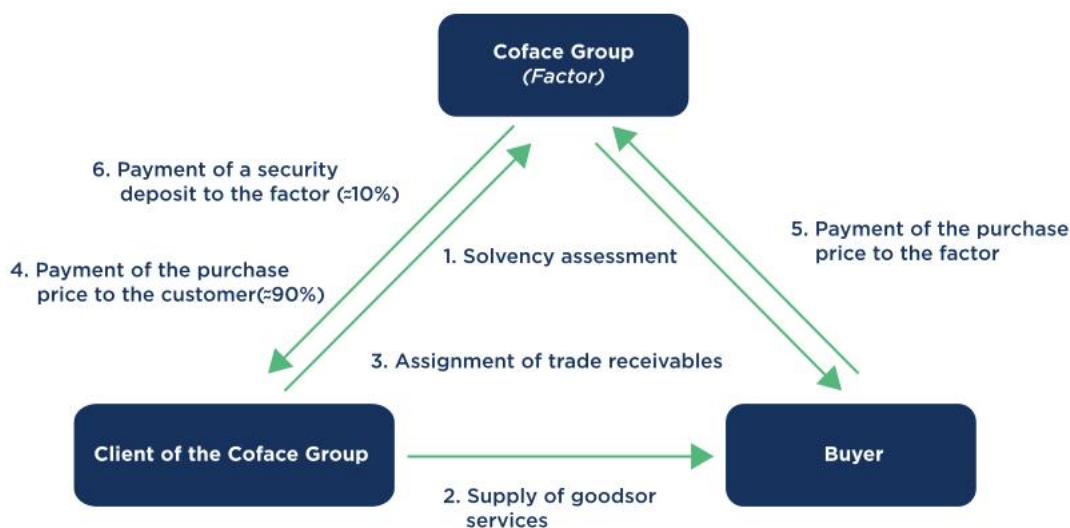 Coface Group
(Factor)
6. Payment of a security
deposit to the factor (≈10%)
5. Payment of the purchase
price to the factor
1. Solvency assessment
4. Payment of the purchase
price to the customer(≈90%)
3. Assignment of trade receivables
Client of the Coface Group
Buyer
2. Supply of goodsor
services